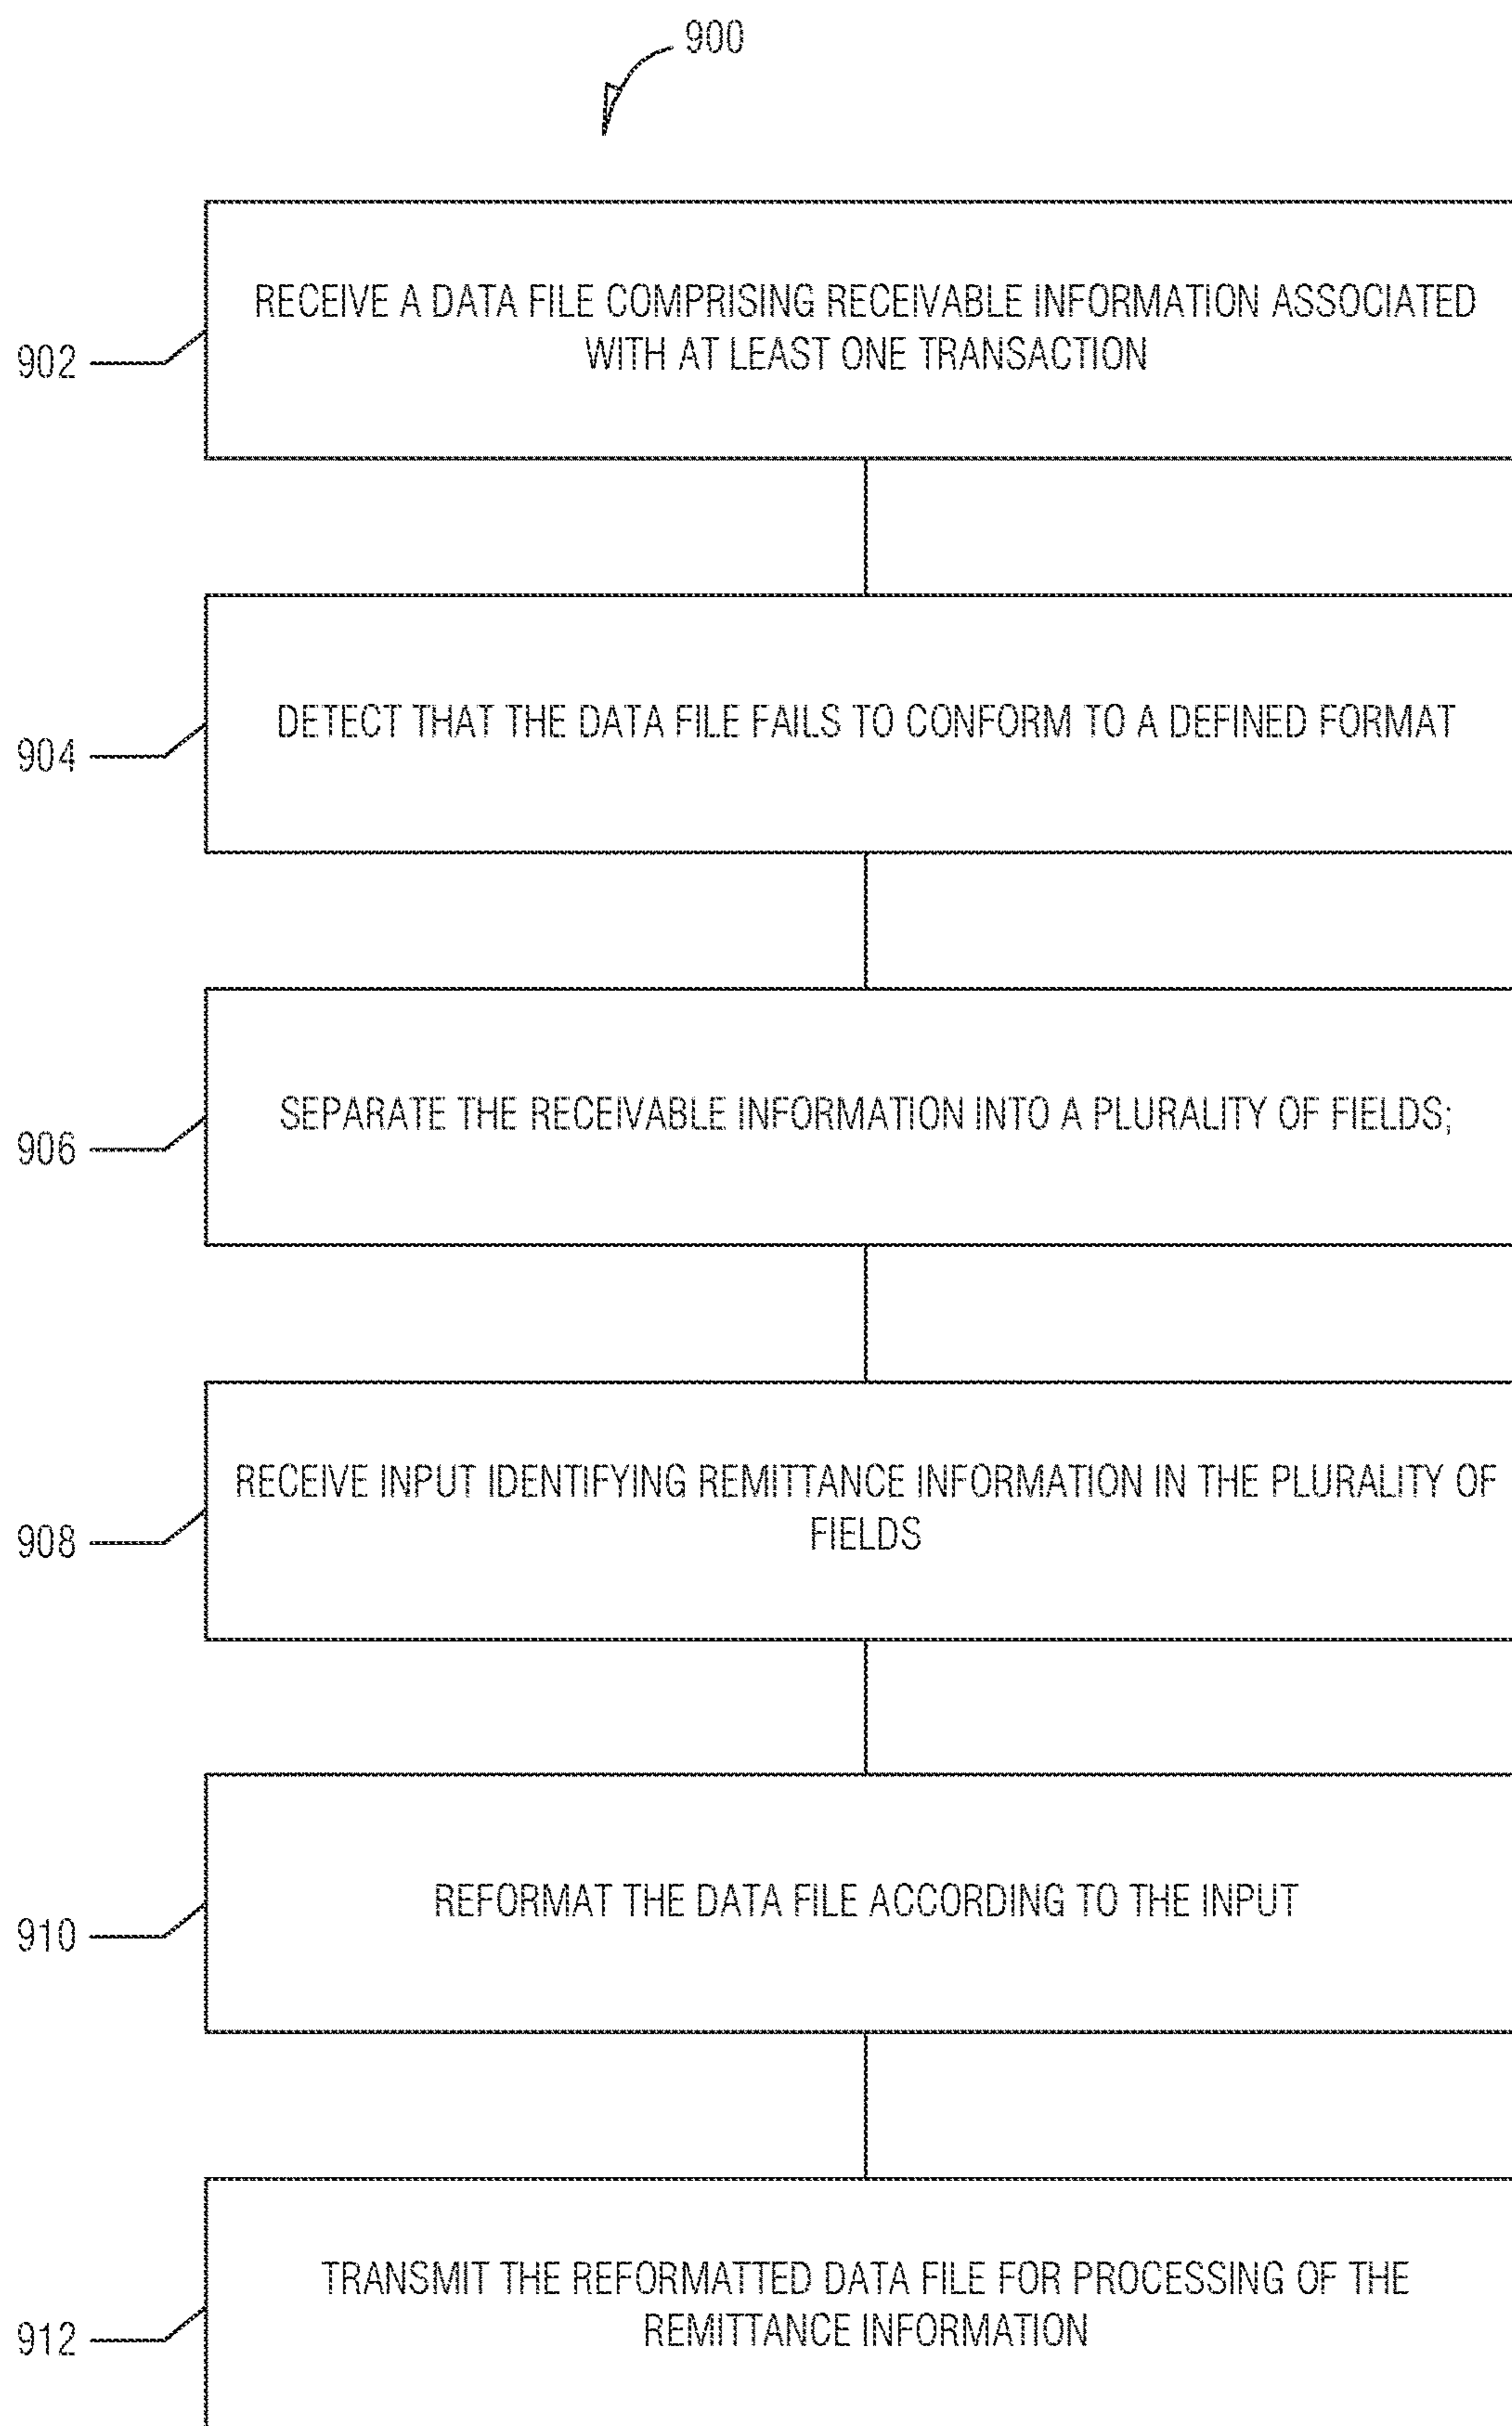 900
RECEIVE A DATA FILE COMPRISING RECEIVABLE INFORMATION ASSOCIATED
WITH AT LEAST ONE TRANSACTION
902
DETECT THAT THE DATA FILE FAILS TO CONFORM TO A DEFINED FORMAT
904
SEPARATE THE RECEIVABLE INFORMATION INTO A PLURALITY OF FIELDS;
906
RECEIVE INPUT IDENTIFYING REMITTANCE INFORMATION IN THE PLURALITY OF
FIELDS
908
REFORMAT THE DATA FILE ACCORDING TO THE INPUT
910
TRANSMIT THE REFORMATTED DATA FILE FOR PROCESSING OF THE
REMITTANCE INFORMATION
912